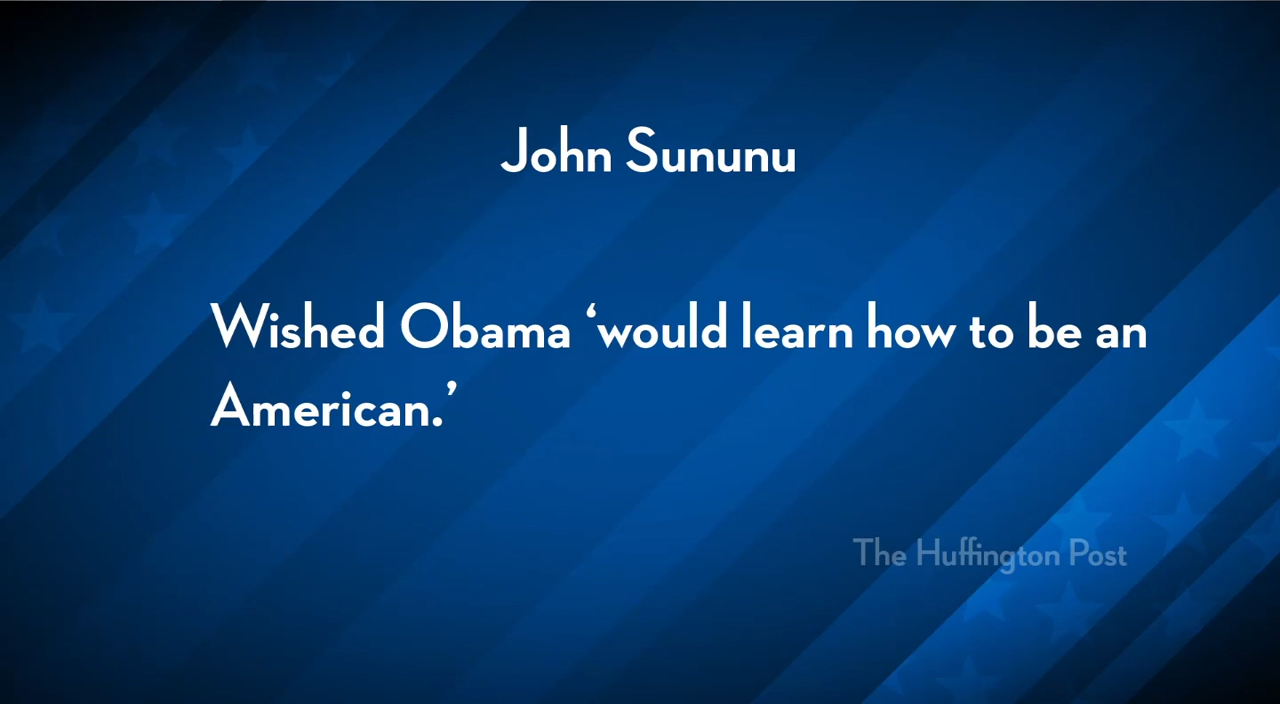 John Sununu
Wished Obama ‘would learn how to be an
American.’
The Huffington Post